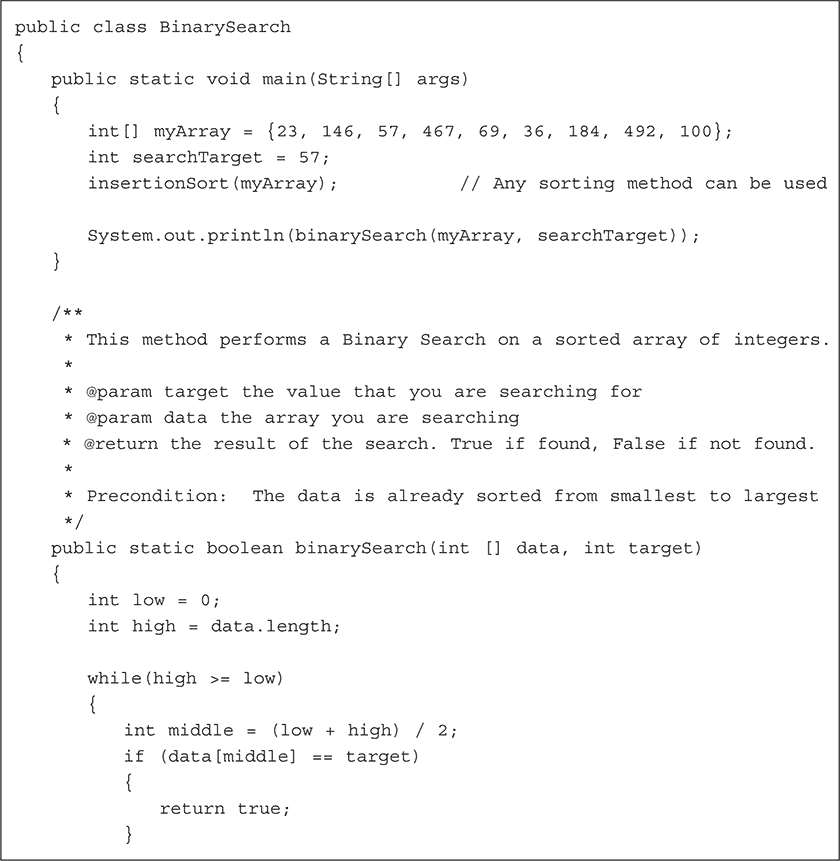 public class BinarySearch
{
   public static void main(String[] args)
   {
      int[] myArray = {23, 146, 57, 467, 69, 36, 184, 492, 100};
      int searchTarget = 57;
      insertionSort(myArray);          // Any sorting method can be used
      System.out.println(binarySearch(myArray, searchTarget));
   }
   /**
    * This method performs a Binary Search on a sorted array of integers.
    *
    * @param target the value that you are searching for
    * @param data the array you are searching
    * @return the result of the search. True if found, False if not found.
    *
    * Precondition:  The data is already sorted from smallest to largest
    */
   public static boolean binarySearch(int [] data, int target)
   {
      int low = 0;
      int high = data.length;
      while(high >= low)
      {
         int middle = (low + high) / 2;
         if (data[middle] == target)
         {
            return true;
         }